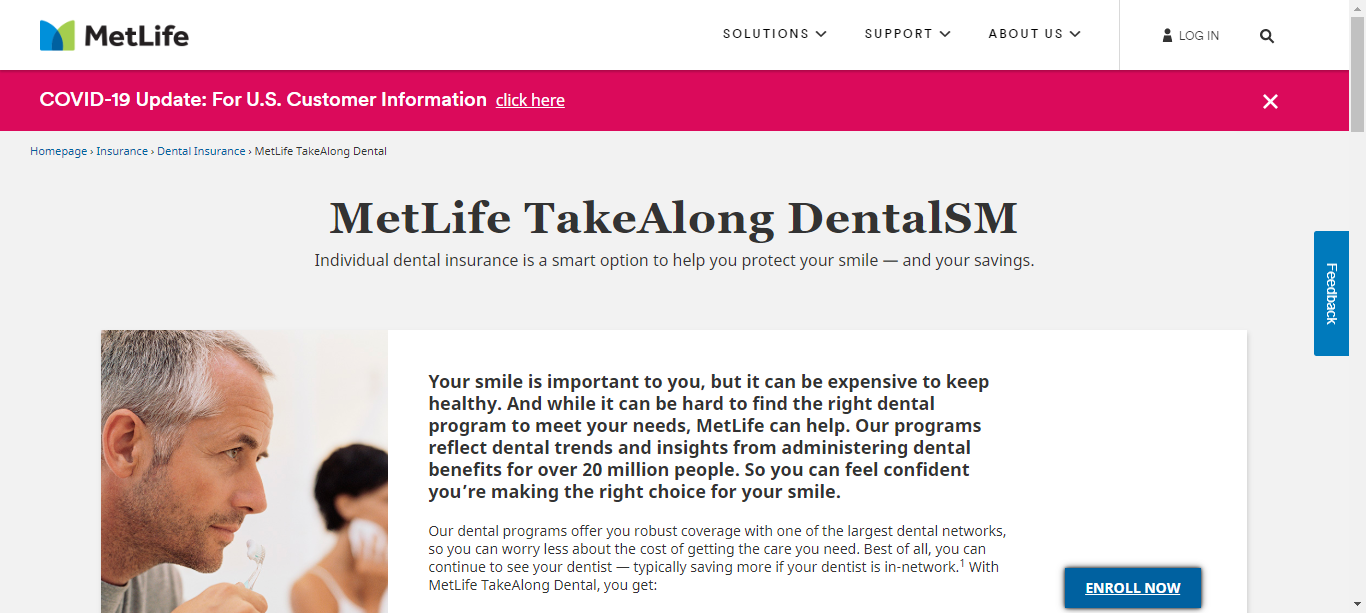 MetLife
SOLUTIONS
SUPPORT
ABOUT US
LOG IN
COVID-19 Update: For U.S. Customer Information click here
Homepage › Insurance › Dental Insurance › MetLife TakeAlong Dental
MetLife TakeAlong DentalSM
Individual dental insurance is a smart option to help you protect your smile — and your savings.
Feedback
Your smile is important to you, but it can be expensive to keep
healthy. And while it can be hard to find the right dental
program to meet your needs, MetLife can help. Our programs
reflect dental trends and insights from administering dental
benefits for over 20 million people. So you can feel confident
you’re making the right choice for your smile.
Our dental programs offer you robust coverage with one of the largest dental networks,
so you can worry less about the cost of getting the care you need. Best of all, you can
continue to see your dentist — typically saving more if your dentist is in-network.¹ With
MetLife TakeAlong Dental, you get:
ENROLL NOW